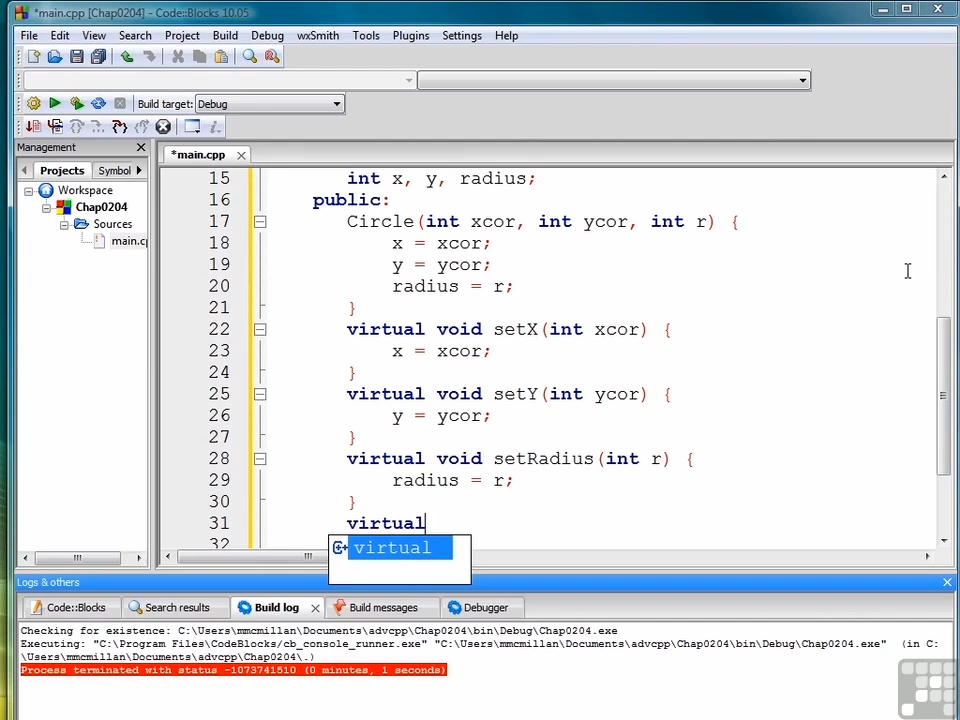 *main.cpp [Chap0204] - Code::Blocks 10.05
File Edit View Search Project Build Debug wxSmith Tools Plugins Settings Help
Build target: Debug
Management
*main.cpp
Projects Symbol
Workspace
Chap0204
Sources
main.cp
15 int x, y, radius;
16 public:
17 Circle(int xcor, int ycor, int r) {
18 x = xcor;
19 y = ycor;
20 radius = r;
21 }
22 virtual void setX(int xcor) {
23 x = xcor;
24 }
25 virtual void setY(int ycor) {
26 y = ycor;
27 }
28 virtual void setRadius(int r) {
29 radius = r;
30 }
31 virtual
32
virtual
Logs & others
Code::Blocks Search results Build log Build messages Debugger
Checking for existence: C:\Users\mmcmillan\Documents\advcpp\Chap0204\bin\Debug\Chap0204.exe
Executing: "C:\Program Files\CodeBlocks/cb_console_runner.exe" "C:\Users\mmcmillan\Documents\advcpp\Chap0204\bin\Debug\Chap0204.exe" (in C:
\Users\mmcmillan\Documents\advcpp\Chap0204\.)
Process terminated with status -1073741510 (0 minutes, 1 seconds)